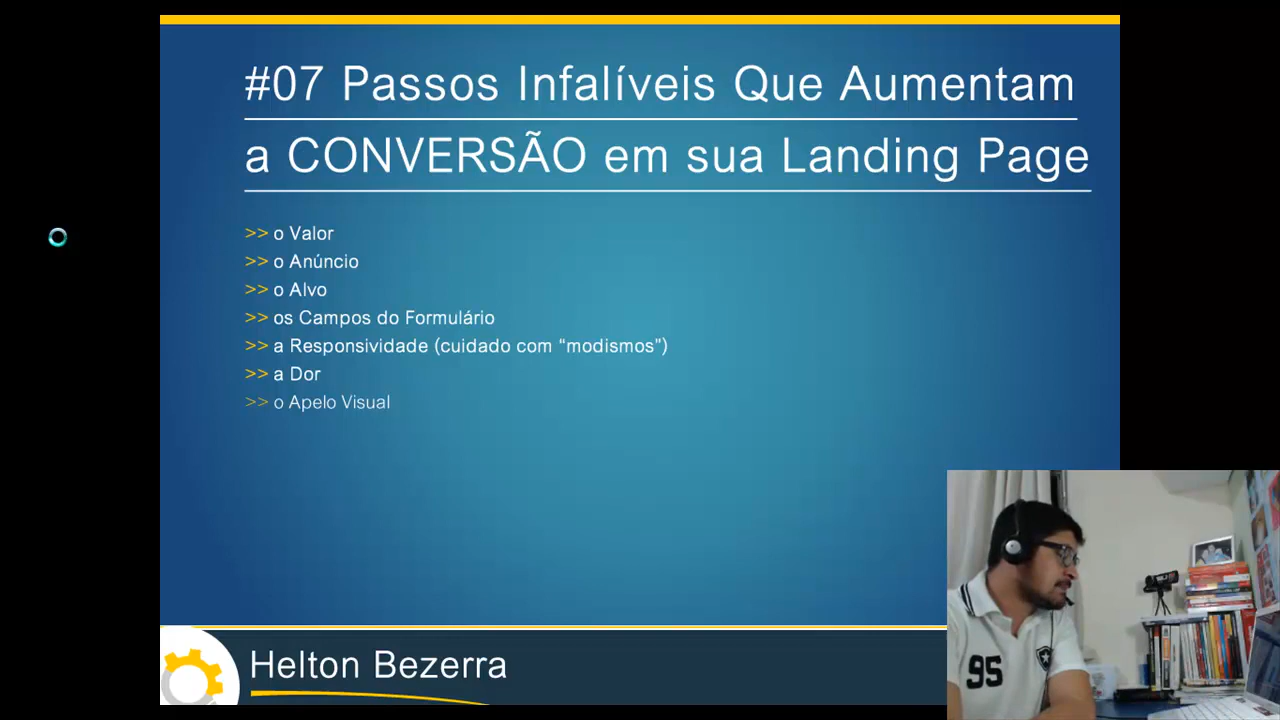 #07 Passos Infalíveis Que Aumentam
a CONVERSÃO em sua Landing Page
>> o Valor
>> o Anúncio
>> o Alvo
>> os Campos do Formulário
>> a Responsividade (cuidado com “modismos”)
>> a Dor
>> o Apelo Visual
Helton Bezerra
95